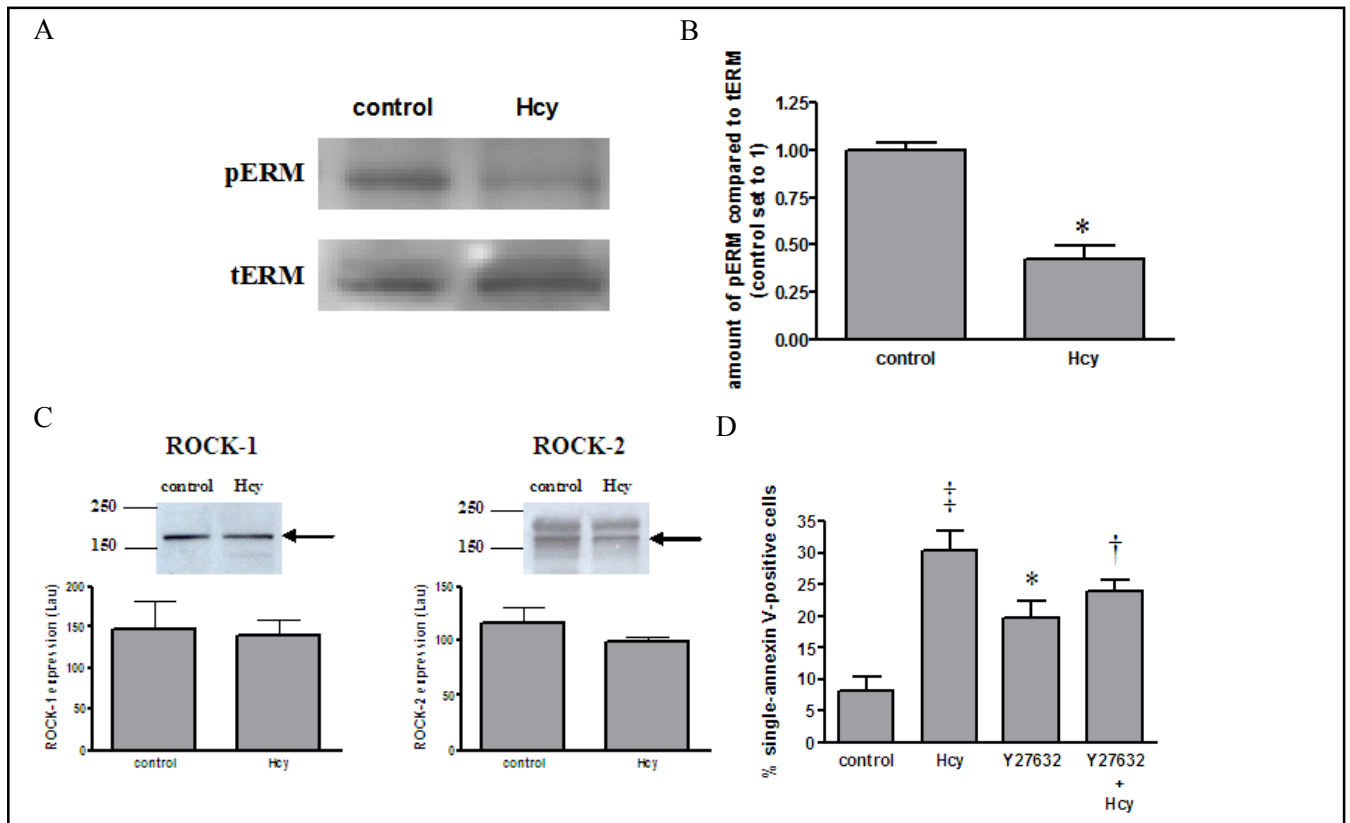 A
control Hcy
pERM
tERM
B
amount of pERM compared to tERM
(control set to 1)
1.25
1.00
0.75
0.50
0.25
0.00
*
control Hcy
C
ROCK-1
control Hcy
250
150
ROCK-1 expression (Lau)
200
150
100
50
0
control Hcy
ROCK-2
control Hcy
250
150
ROCK-2 expression (Lau)
150
100
50
0
control Hcy
D
% single-annexin V-positive cells
35
30
25
20
15
10
5
0
‡
*
†
control Hcy Y27632 Y27632
+
Hcy